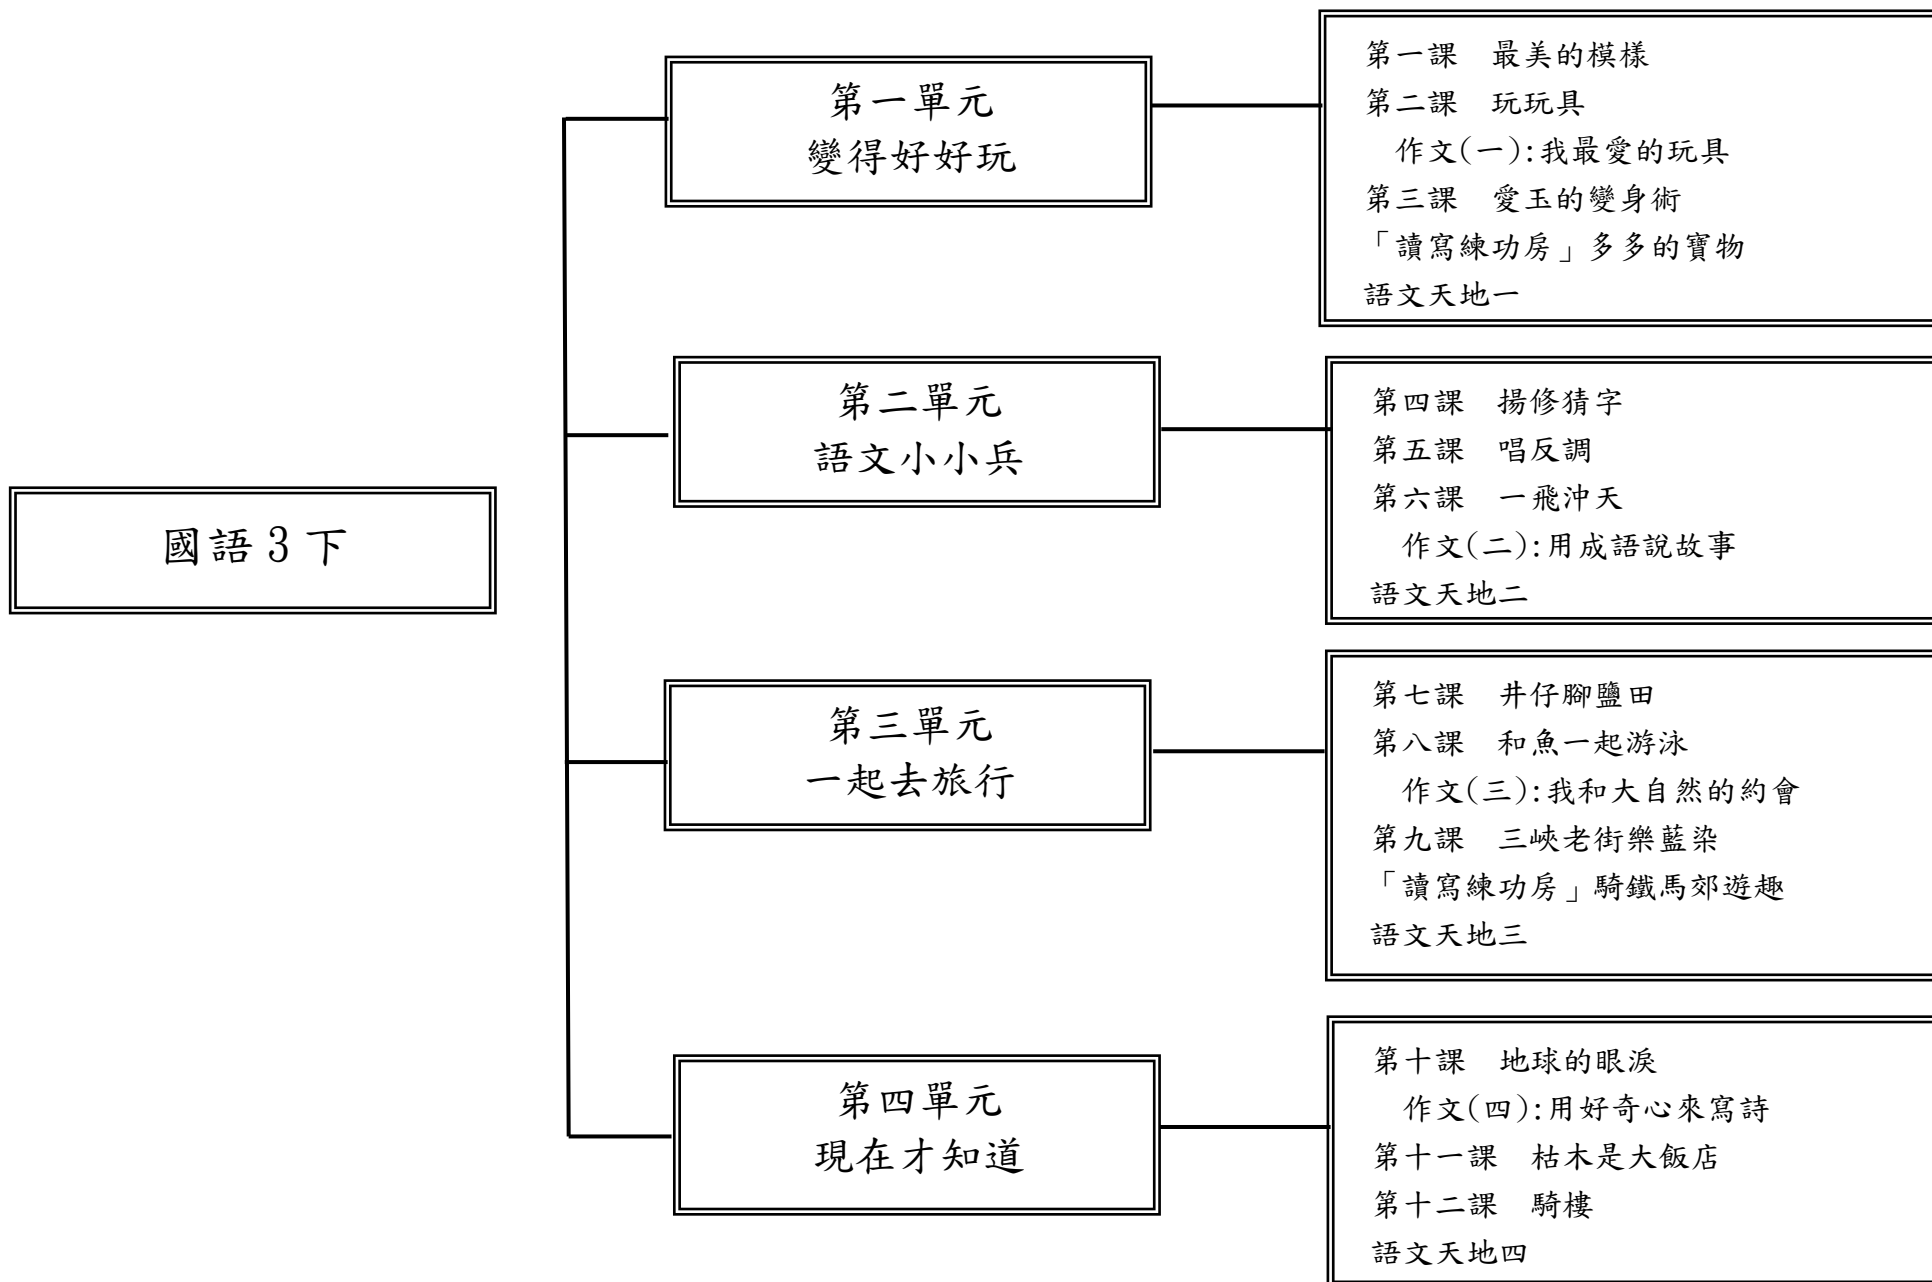 國語3下
第一單元
變得好好玩
第一課　最美的模樣
第二課　玩玩具
作文(一):我最愛的玩具
第三課　愛玉的變身術
「讀寫練功房」多多的寶物
語文天地一
第二單元
語文小小兵
第四課　揚修猜字
第五課　唱反調
第六課　一飛沖天
作文(二):用成語說故事
語文天地二
第三單元
一起去旅行
第七課　井仔腳鹽田
第八課　和魚一起游泳
作文(三):我和大自然的約會
第九課　三峽老街樂藍染
「讀寫練功房」騎鐵馬郊遊趣
語文天地三
第四單元
現在才知道
第十課　地球的眼淚
作文(四):用好奇心來寫詩
第十一課　枯木是大飯店
第十二課　騎樓
語文天地四